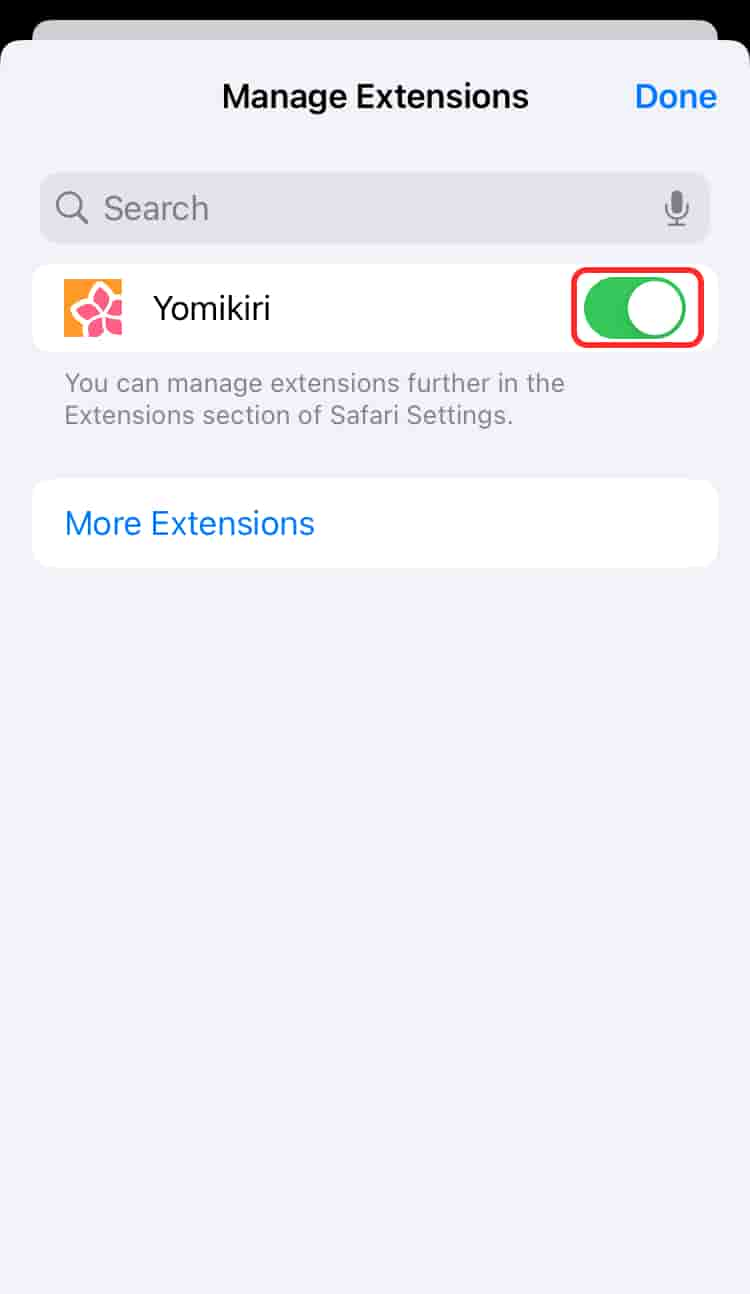 Manage Extensions
Done
Search
Yomikiri
You can manage extensions further in the
Extensions section of Safari Settings.
More Extensions